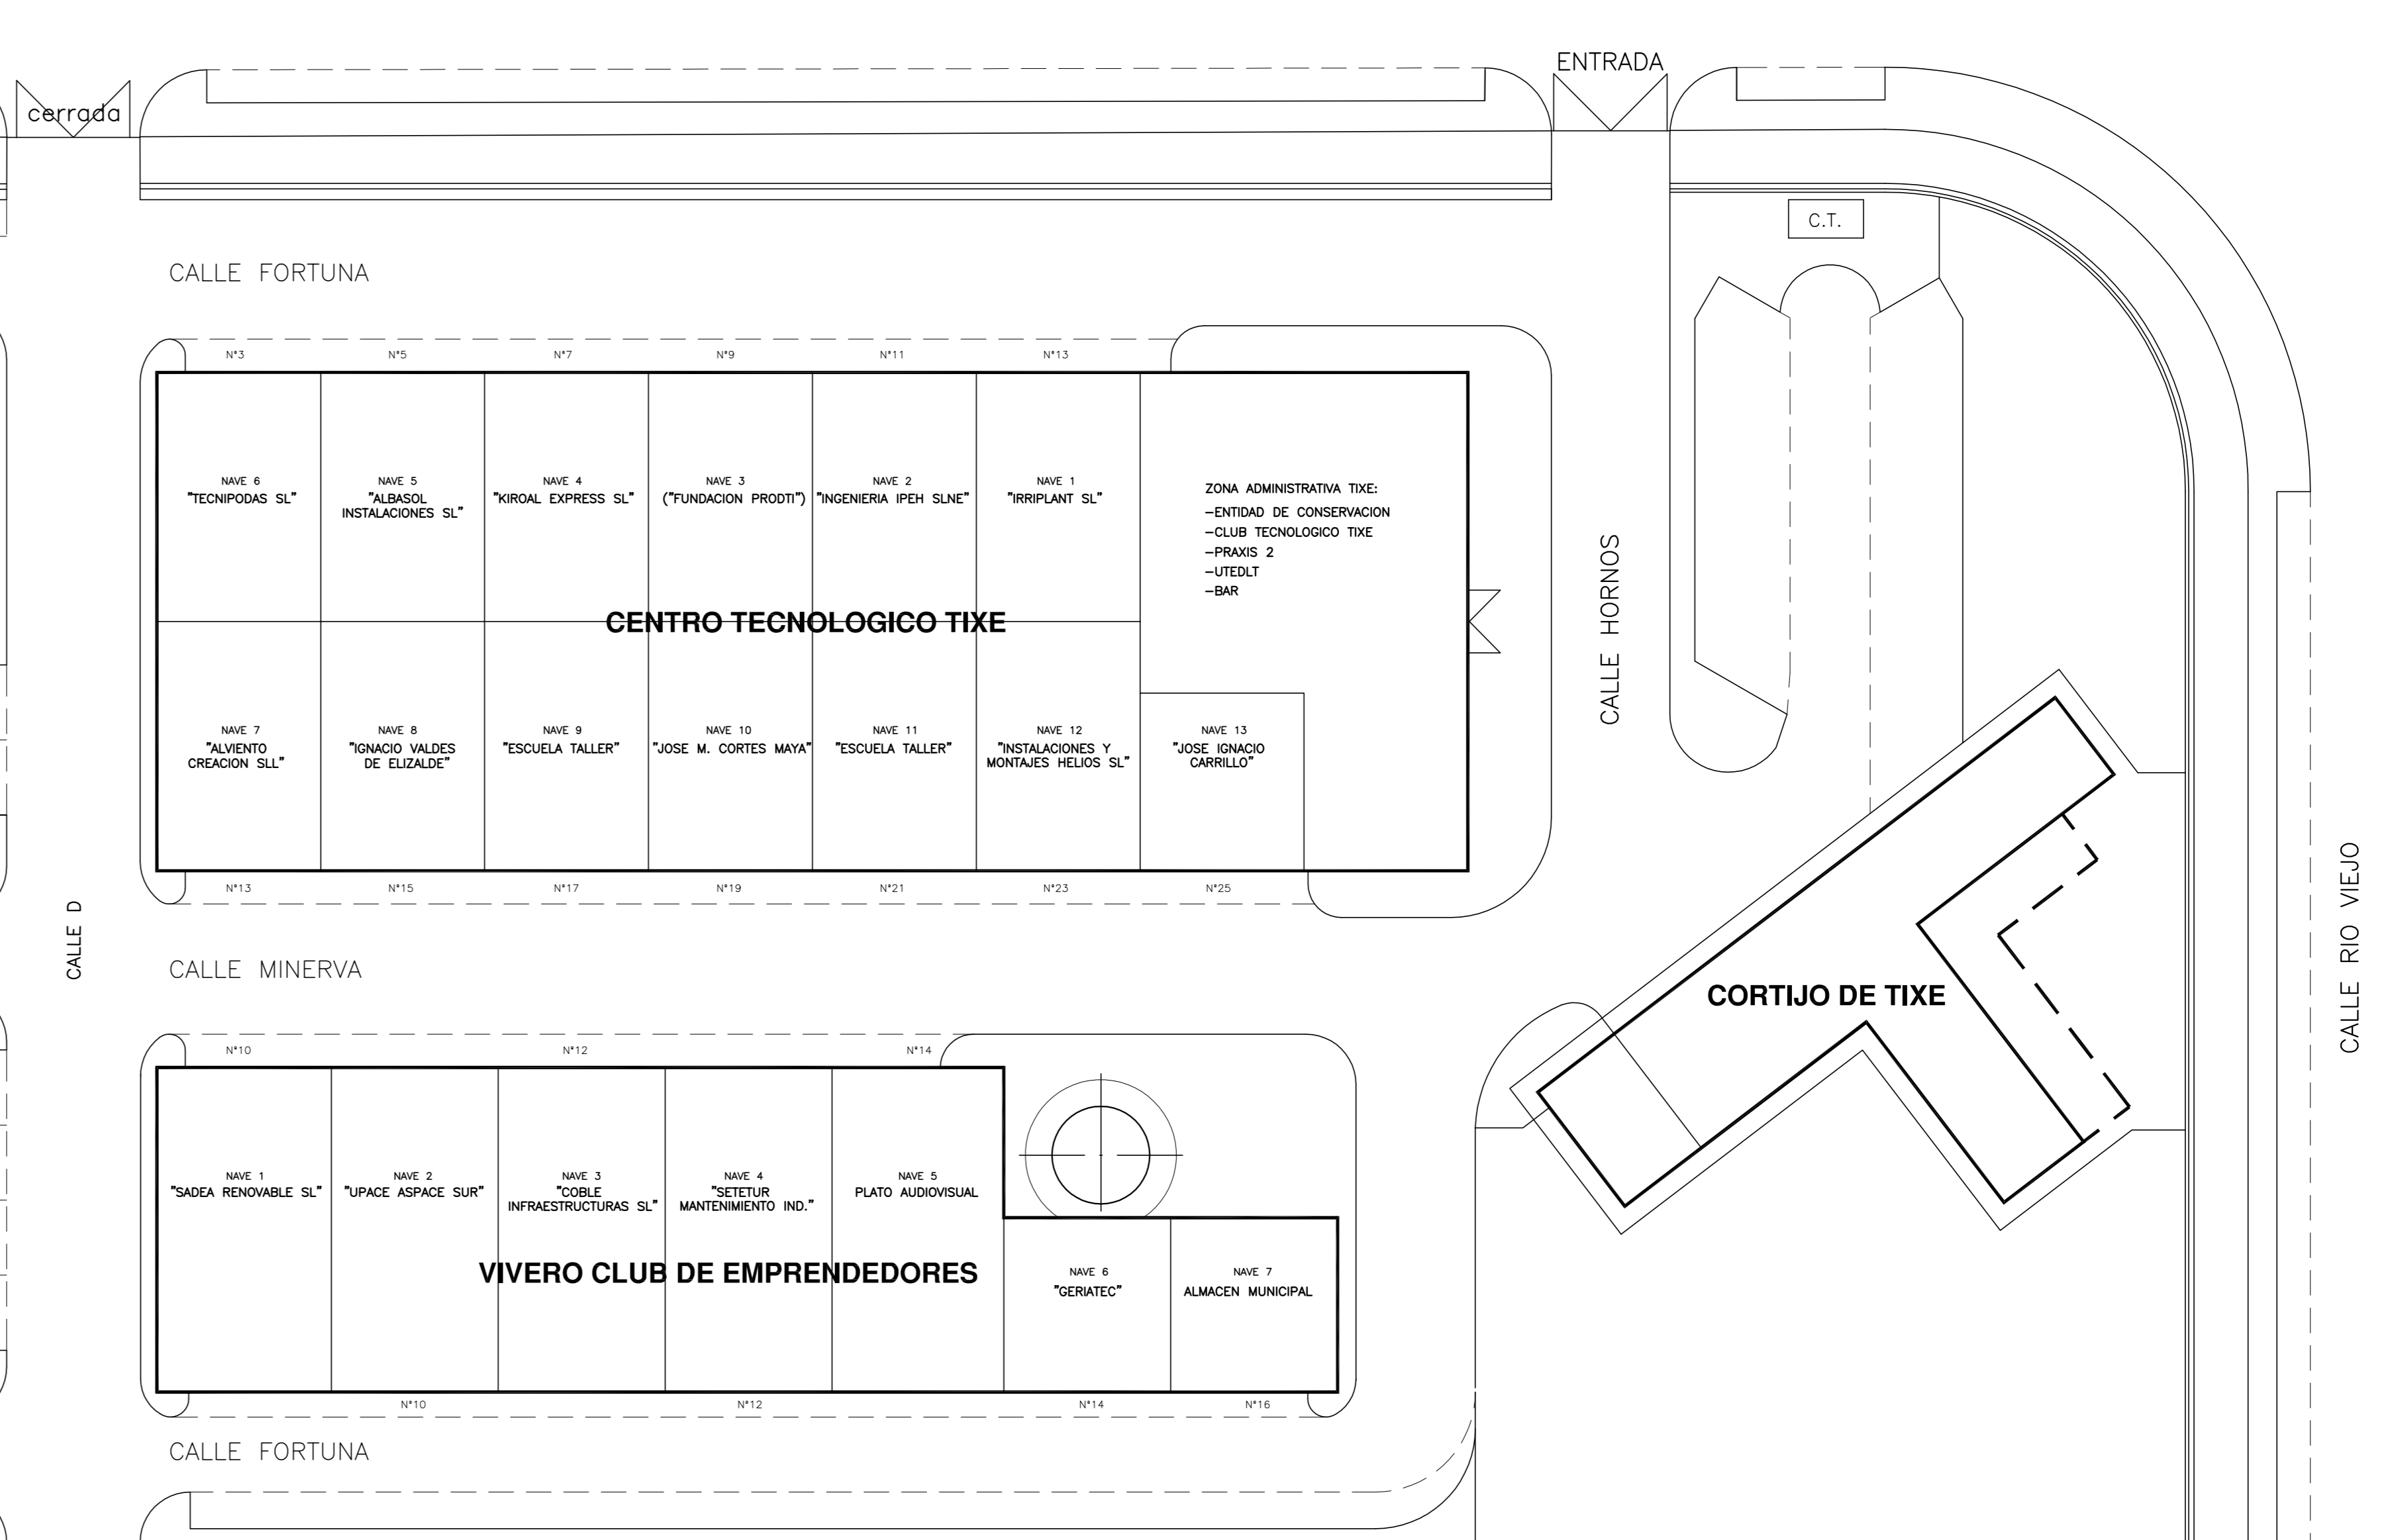 ENTRADA
cerrada
C.T.
CALLE FORTUNA
N°3 N°5 N°7 N°9 N°11 N°13
NAVE 6
"TECNIPODAS SL"
NAVE 5
"ALBASOL
INSTALACIONES SL"
NAVE 4
"KIROAL EXPRESS SL"
NAVE 3
("FUNDACION PRODTI")
NAVE 2
"INGENIERIA IPEH SLNE"
NAVE 1
"IRRIPLANT SL"
ZONA ADMINISTRATIVA TIXE:
-ENTIDAD DE CONSERVACION
-CLUB TECNOLOGICO TIXE
-PRAXIS 2
-UTEDLT
-BAR
CENTRO TECNOLOGICO TIXE
CALLE HORNOS
NAVE 7
"ALVIENTO
CREACION SLL"
NAVE 8
"IGNACIO VALDES
DE ELIZALDE"
NAVE 9
"ESCUELA TALLER"
NAVE 10
"JOSE M. CORTES MAYA"
NAVE 11
"ESCUELA TALLER"
NAVE 12
"INSTALACIONES Y
MONTAJES HELIOS SL"
NAVE 13
"JOSE IGNACIO
CARRILLO"
N°13 N°15 N°17 N°19 N°21 N°23 N°25
CALLE D
CALLE MINERVA
CORTIJO DE TIXE
CALLE RIO VIEJO
N°10 N°12 N°14
NAVE 1
"SADEA RENOVABLE SL"
NAVE 2
"UPACE ASPACE SUR"
NAVE 3
"COBLE
INFRAESTRUCTURAS SL"
NAVE 4
"SETETUR
MANTENIMIENTO IND."
NAVE 5
PLATO AUDIOVISUAL
VIVERO CLUB DE EMPRENDEDORES
NAVE 6
"GERIATEC"
NAVE 7
ALMACEN MUNICIPAL
N°10 N°12 N°14 N°16
CALLE FORTUNA